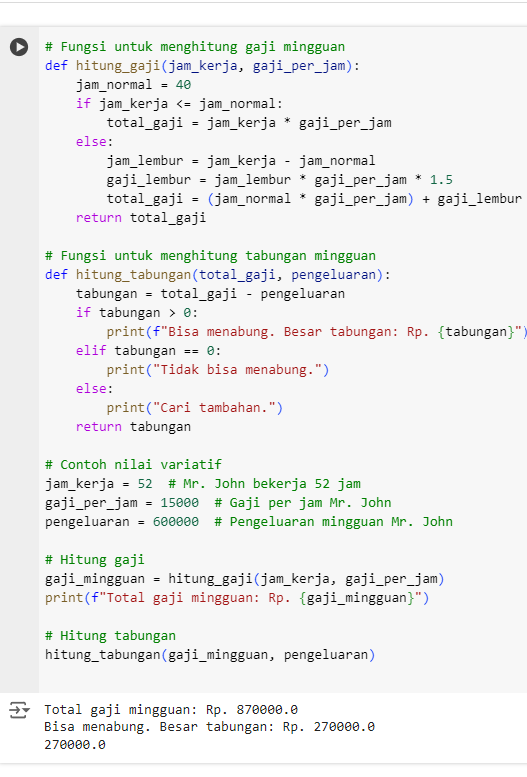 # Fungsi untuk menghitung gaji mingguan
def hitung_gaji(jam_kerja, gaji_per_jam):
    jam_normal = 40
    if jam_kerja <= jam_normal:
        total_gaji = jam_kerja * gaji_per_jam
    else:
        jam_lembur = jam_kerja - jam_normal
        gaji_lembur = jam_lembur * gaji_per_jam * 1.5
        total_gaji = (jam_normal * gaji_per_jam) + gaji_lembur
    return total_gaji

# Fungsi untuk menghitung tabungan mingguan
def hitung_tabungan(total_gaji, pengeluaran):
    tabungan = total_gaji - pengeluaran
    if tabungan > 0:
        print(f"Bisa menabung. Besar tabungan: Rp. {tabungan}")
    elif tabungan == 0:
        print("Tidak bisa menabung.")
    else:
        print("Cari tambahan.")
    return tabungan

# Contoh nilai variatif
jam_kerja = 52  # Mr. John bekerja 52 jam
gaji_per_jam = 15000  # Gaji per jam Mr. John
pengeluaran = 600000  # Pengeluaran mingguan Mr. John

# Hitung gaji
gaji_mingguan = hitung_gaji(jam_kerja, gaji_per_jam)
print(f"Total gaji mingguan: Rp. {gaji_mingguan}")

# Hitung tabungan
hitung_tabungan(gaji_mingguan, pengeluaran)

Total gaji mingguan: Rp. 870000.0
Bisa menabung. Besar tabungan: Rp. 270000.0
270000.0